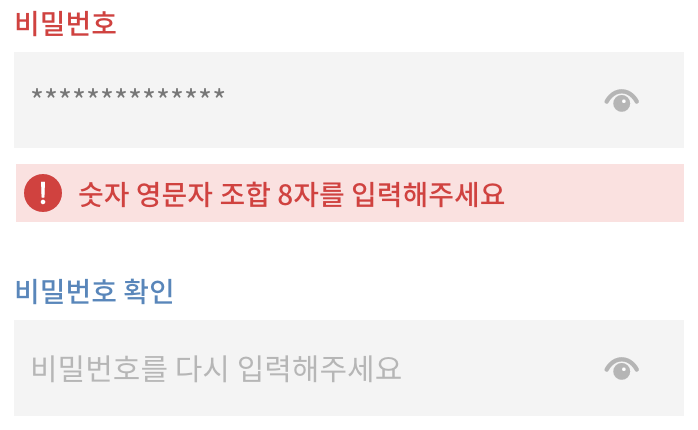 비밀번호
**************
숫자 영문자 조합 8자를 입력해주세요
비밀번호 확인
비밀번호를 다시 입력해주세요